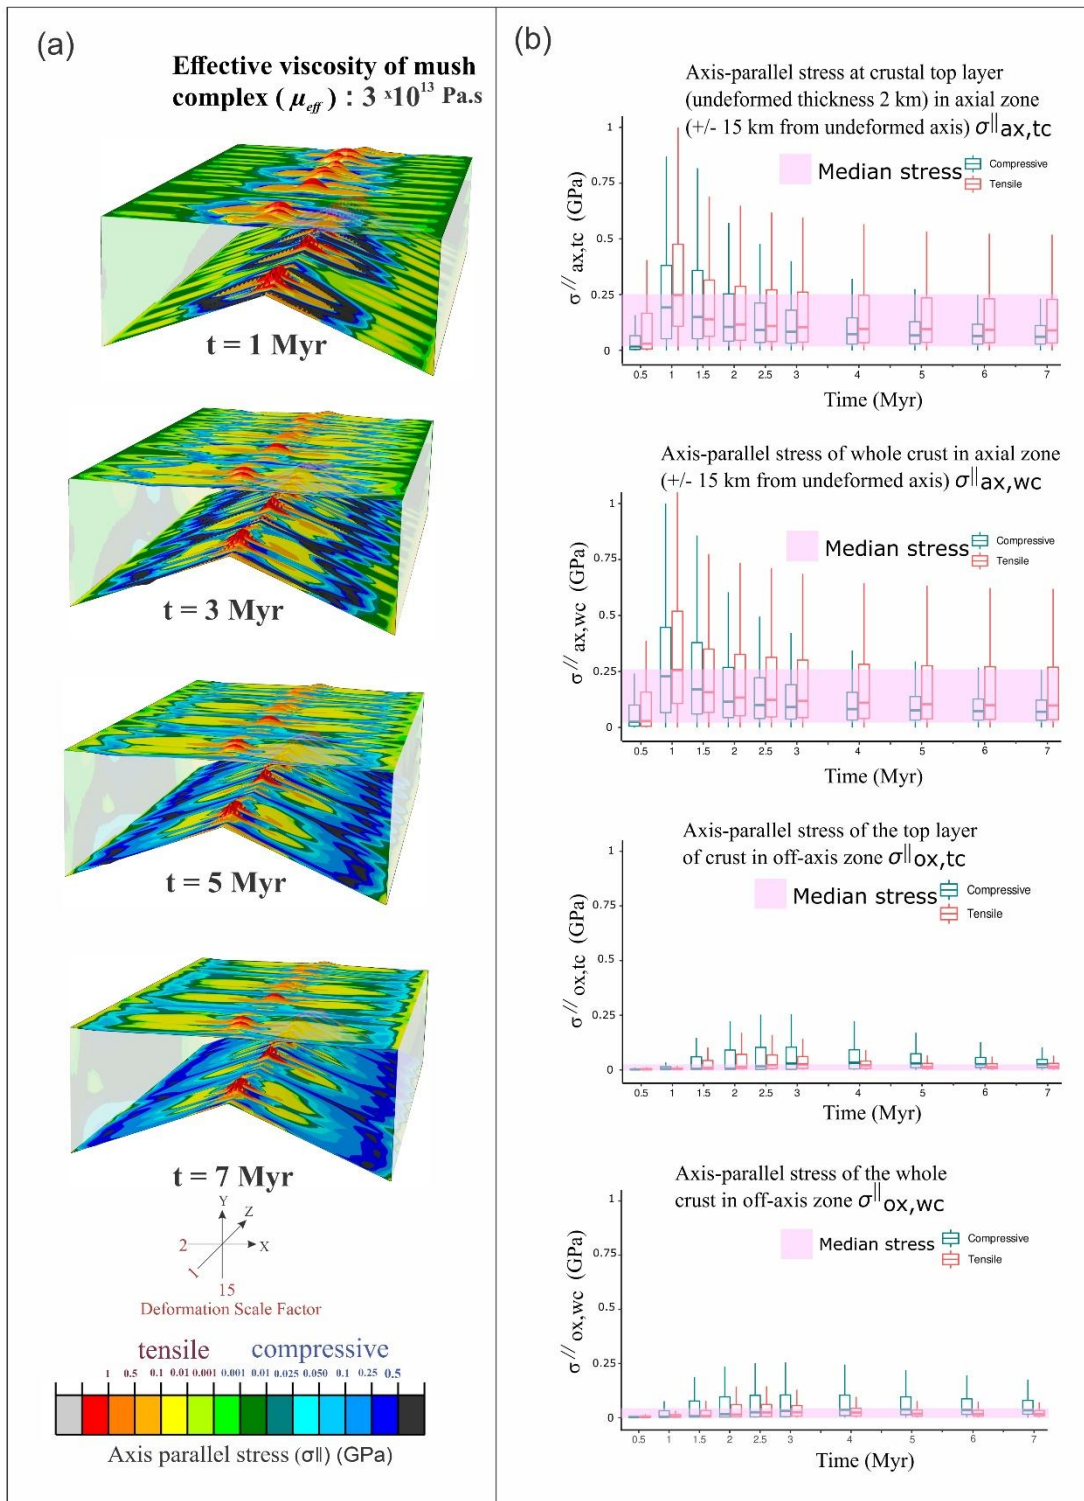 (a)
Effective viscosity of mush
complex ( μeff ) : 3 x10^13 Pa.s
t = 1 Myr
t = 3 Myr
t = 5 Myr
t = 7 Myr
Y
Z
X
2
1
15
Deformation Scale Factor
tensile compressive
1 0.5 0.1 0.01 0.001 0.001 0.01 0.025 0.050 0.1 0.25 0.5
Axis parallel stress (σ||) (GPa)
(b)
Axis-parallel stress at crustal top layer
(undeformed thickness 2 km) in axial zone
(+/- 15 km from undeformed axis) σ||ax,tc
Median stress
Compressive
Tensile
σ// ax,tc (GPa)
1
0.75
0.5
0.25
0
0.5 1 1.5 2 2.5 3 4 5 6 7
Time (Myr)
Axis-parallel stress of whole crust in axial zone
(+/- 15 km from undeformed axis) σ||ax,wc
Median stress
Compressive
Tensile
σ// ax,wc (GPa)
1
0.75
0.5
0.25
0
0.5 1 1.5 2 2.5 3 4 5 6 7
Time (Myr)
Axis-parallel stress of the top layer
of crust in off-axis zone σ||ox,tc
Median stress
Compressive
Tensile
σ// ox,tc (GPa)
1
0.75
0.5
0.25
0
0.5 1 1.5 2 2.5 3 4 5 6 7
Time (Myr)
Axis-parallel stress of the whole
crust in off-axis zone σ||ox,wc
Median stress
Compressive
Tensile
σ// ox,wc (GPa)
1
0.75
0.5
0.25
0
0.5 1 1.5 2 2.5 3 4 5 6 7
Time (Myr)